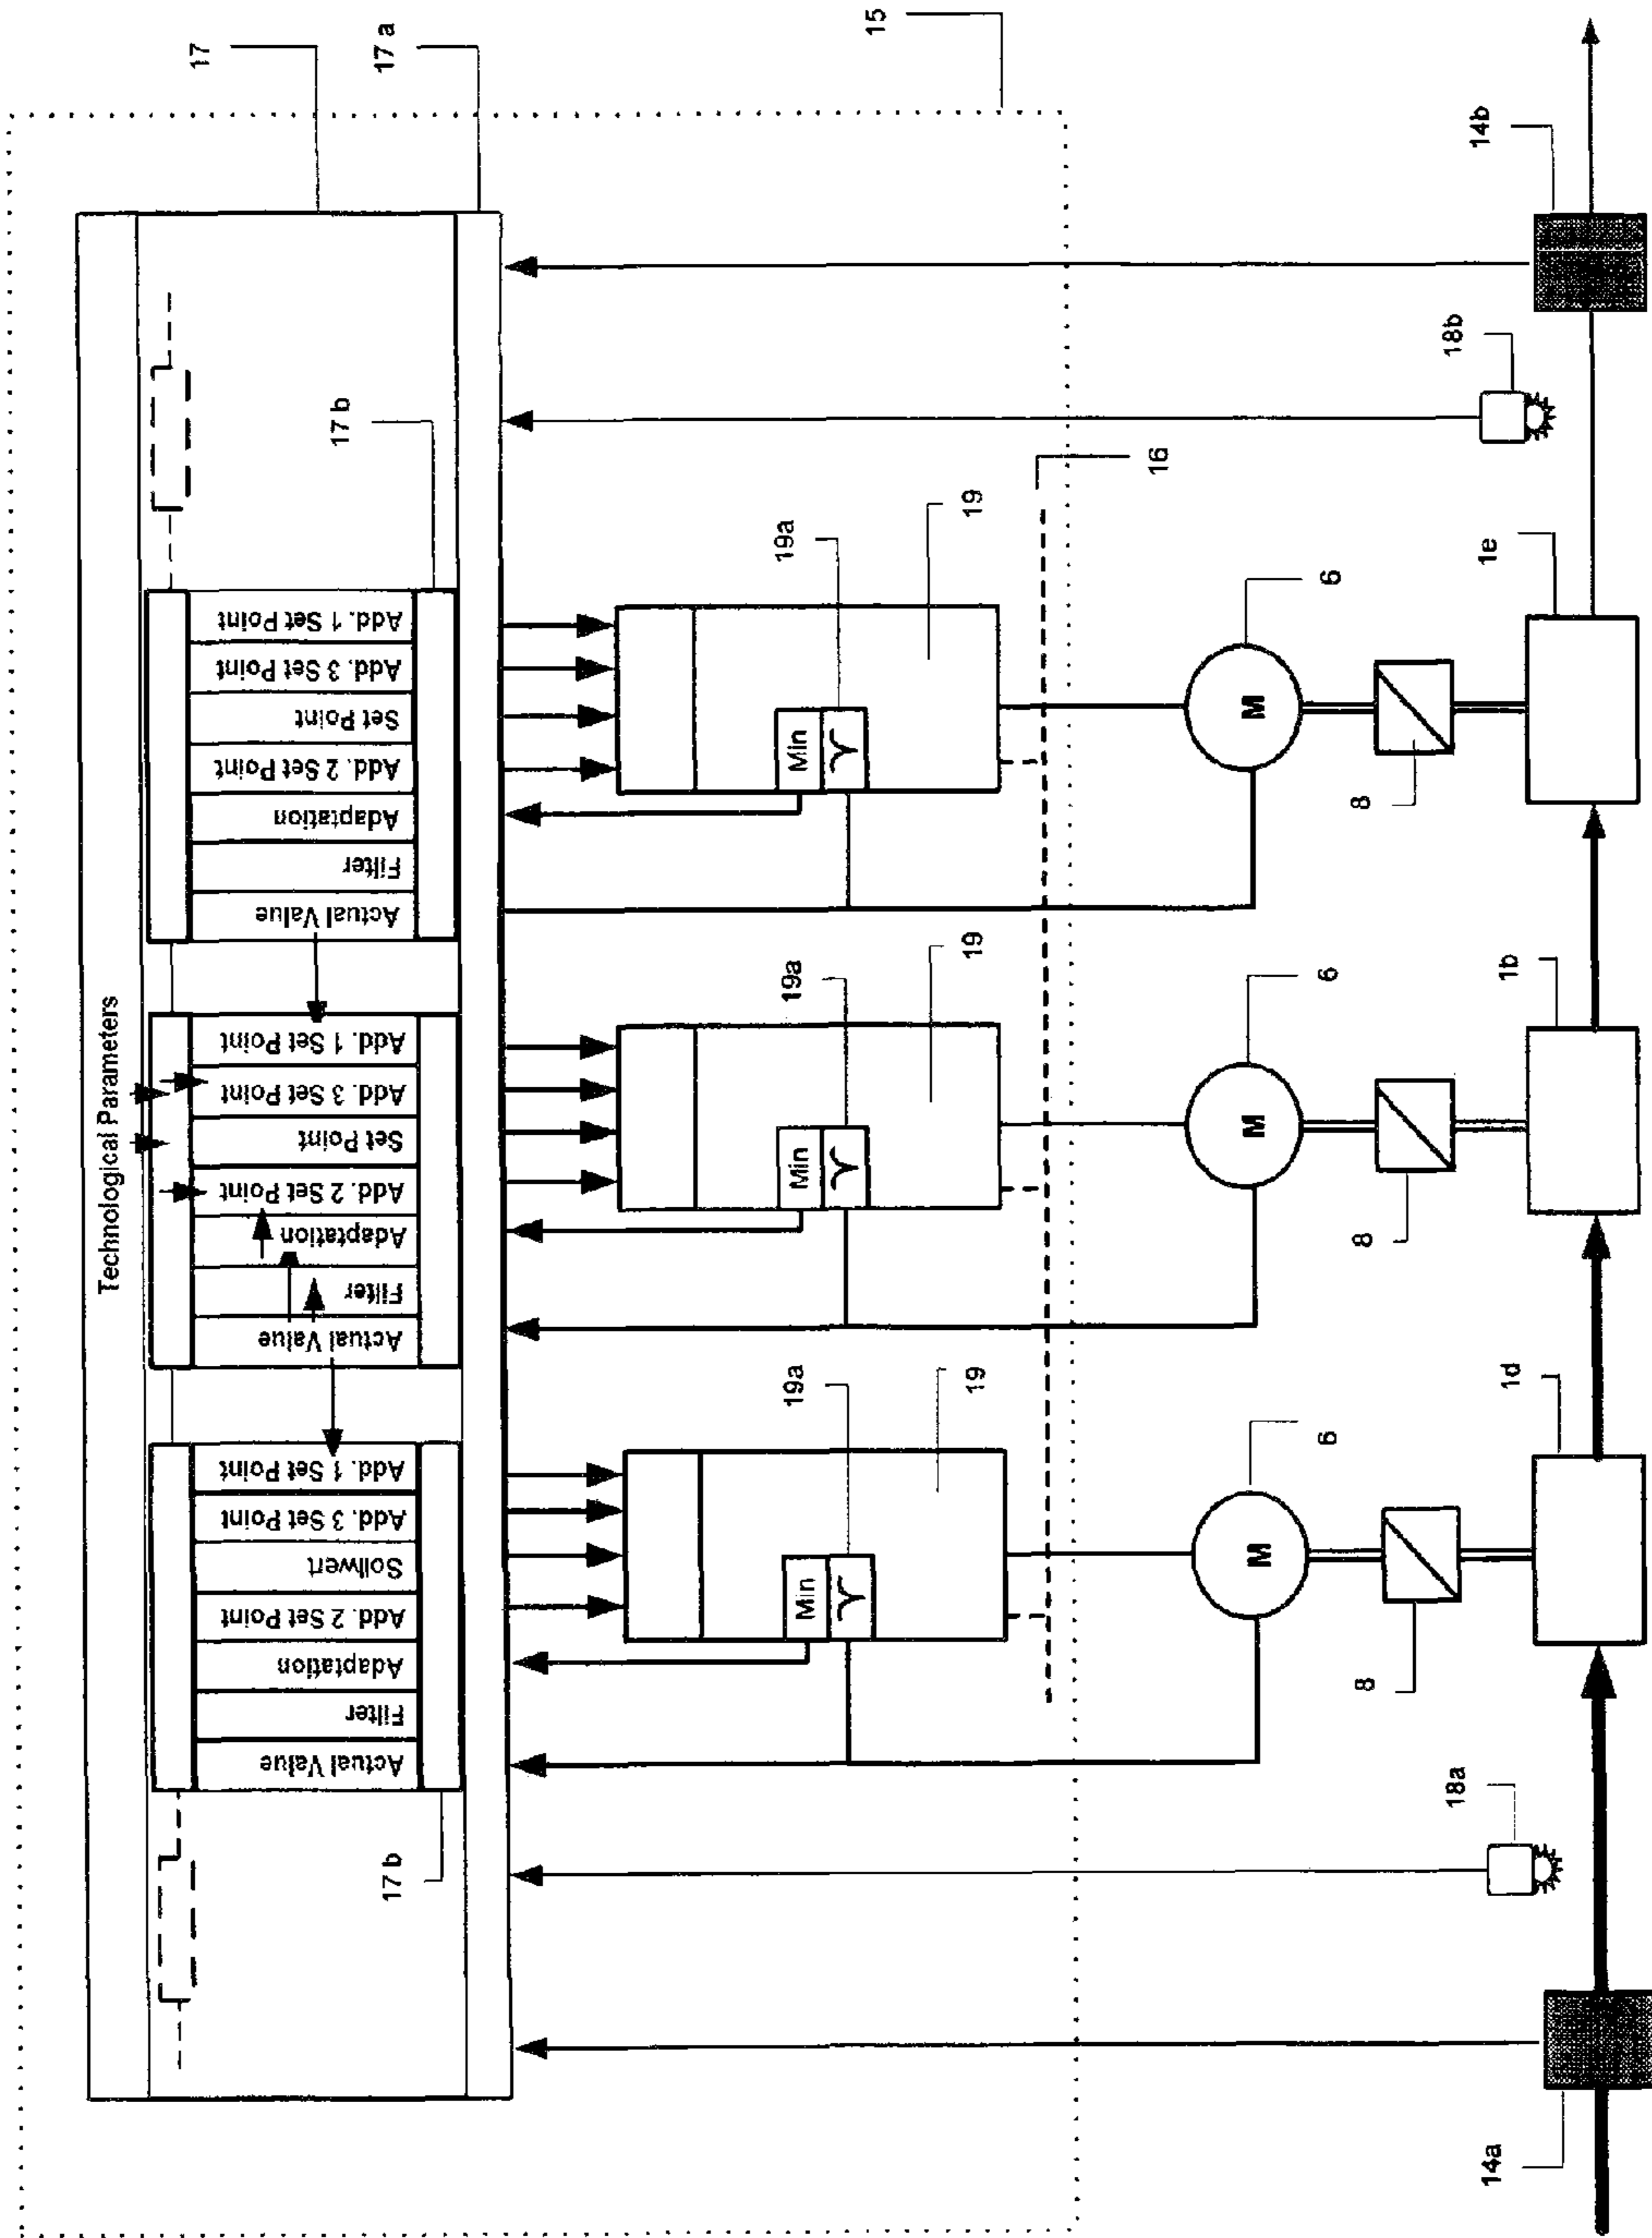 Technological Parameters
17
17 a
15
Actual Value
Filter
Adaptation
Add. 2 Set Point
Sollwert
Add. 3 Set Point
Add. 1 Set Point
Actual Value
Filter
Adaptation
Add. 2 Set Point
Set Point
Add. 3 Set Point
Add. 1 Set Point
Actual Value
Filter
Adaptation
Add. 2 Set Point
Set Point
Add. 3 Set Point
Add. 1 Set Point
17 b
17 b
Min
ϒ
19a
19
Min
ϒ
19a
19
Min
ϒ
19a
19
16
M
6
M
6
M
6
8
8
8
18a
1d
1b
1e
18b
14a
14b